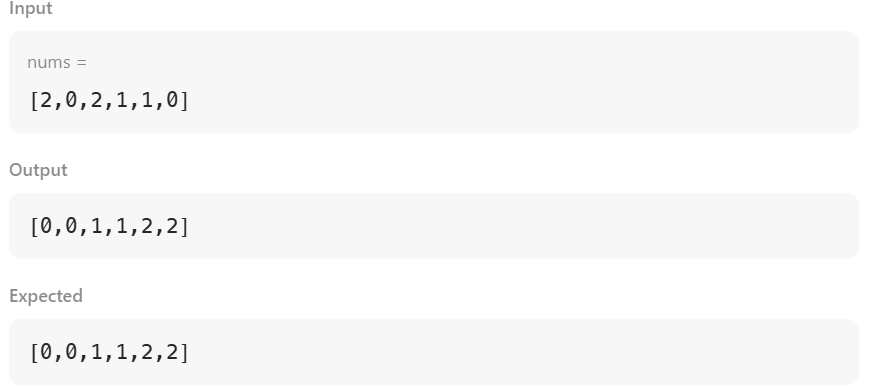 Input
nums =
[2,0,2,1,1,0]
Output
[0,0,1,1,2,2]
Expected
[0,0,1,1,2,2]